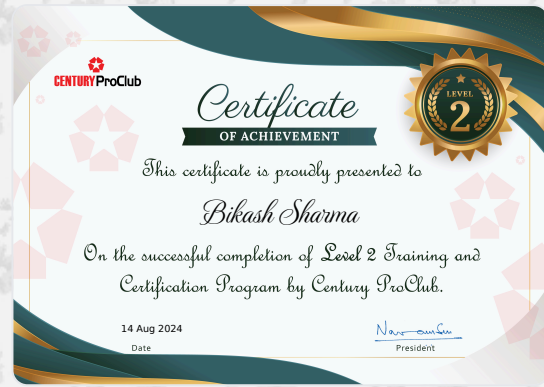 CENTURY ProClub
LEVEL
2
Certificate
OF ACHIEVEMENT
This certificate is proudly presented to
Bikash Sharma
On the successful completion of Level 2 Training and
Certification Program by Century ProClub.
14 Aug 2024
Date
President